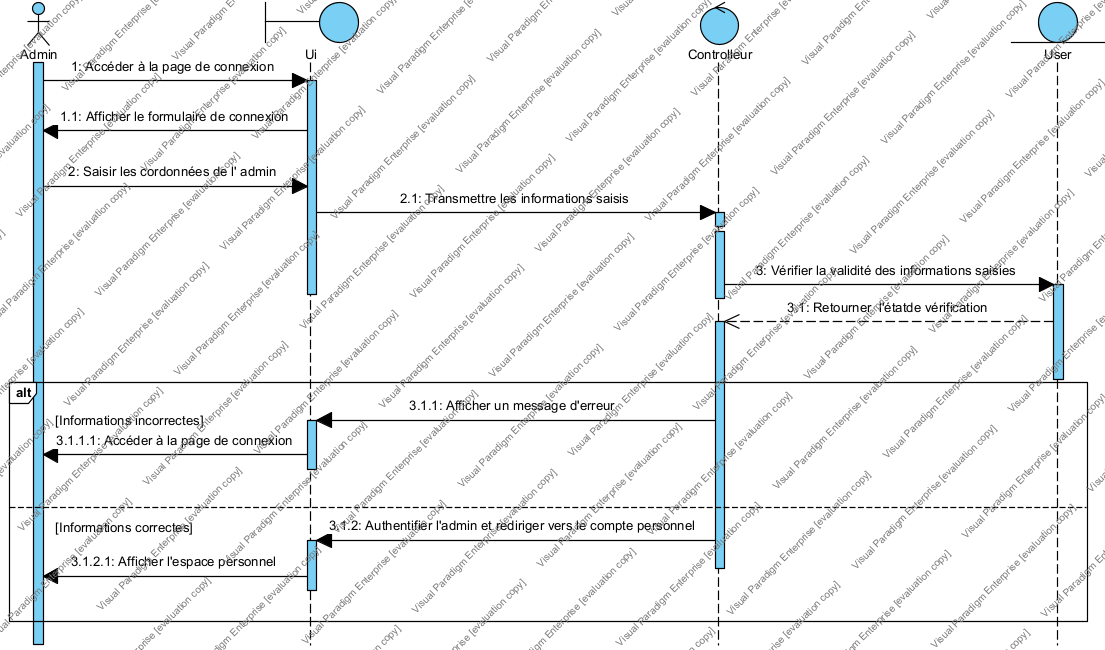 Admin
Ui
Controlleur
User
1: Accéder à la page de connexion
1.1: Afficher le formulaire de connexion
2: Saisir les cordonnées de l' admin
2.1: Transmettre les informations saisis
3: Vérifier la validité des informations saisies
3.1: Retourner l'étatde vérification
alt
3.1.1: Afficher un message d'erreur
[Informations incorrectes]
3.1.1.1: Accéder à la page de connexion
[Informations correctes]
3.1.2: Authentifier l'admin et rediriger vers le compte personnel
3.1.2.1: Afficher l'espace personnel
Visual Paradigm Enterprise [evaluation copy]